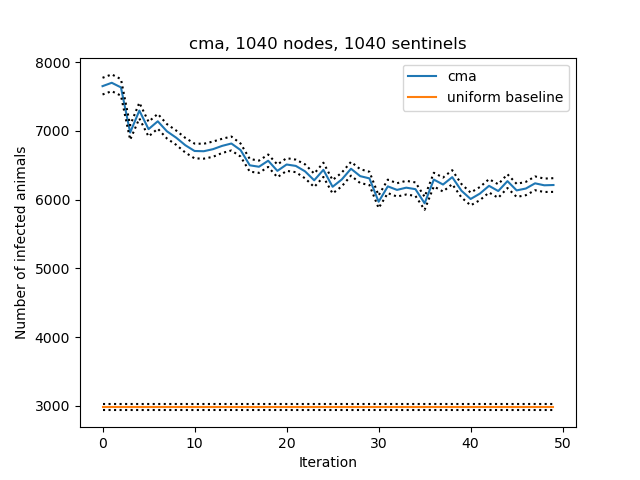 cma, 1040 nodes, 1040 sentinels
8000
7000
6000
5000
4000
3000
Number of infected animals
cma
uniform baseline
0
10
20
30
40
50
Iteration